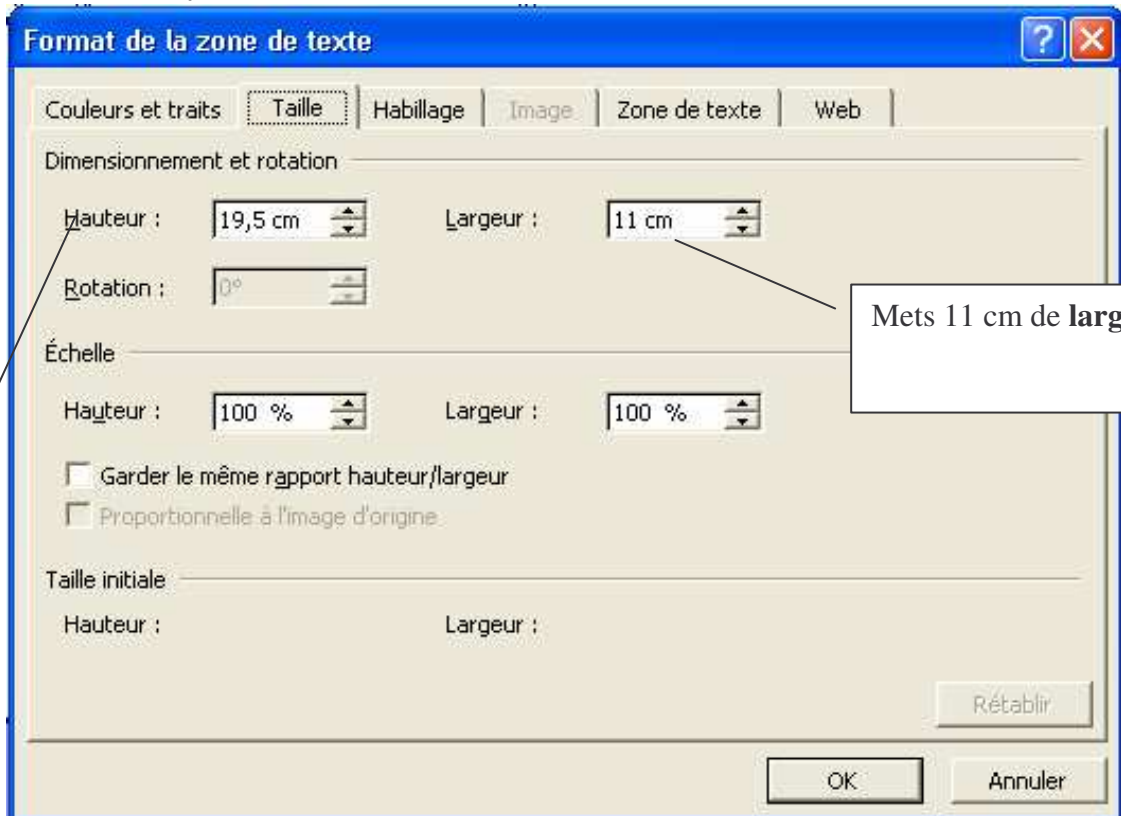 Format de la zone de texte
Couleurs et traits Taille Habillage Image Zone de texte Web
Dimensionnement et rotation
Hauteur : 19,5 cm Largeur : 11 cm
Rotation : 0°
Mets 11 cm de larg
Échelle
Hauteur : 100 % Largeur : 100 %
Garder le même rapport hauteur/largeur
Proportionnelle à l'image d'origine
Taille initiale
Hauteur : Largeur :
Rétablir
OK Annuler